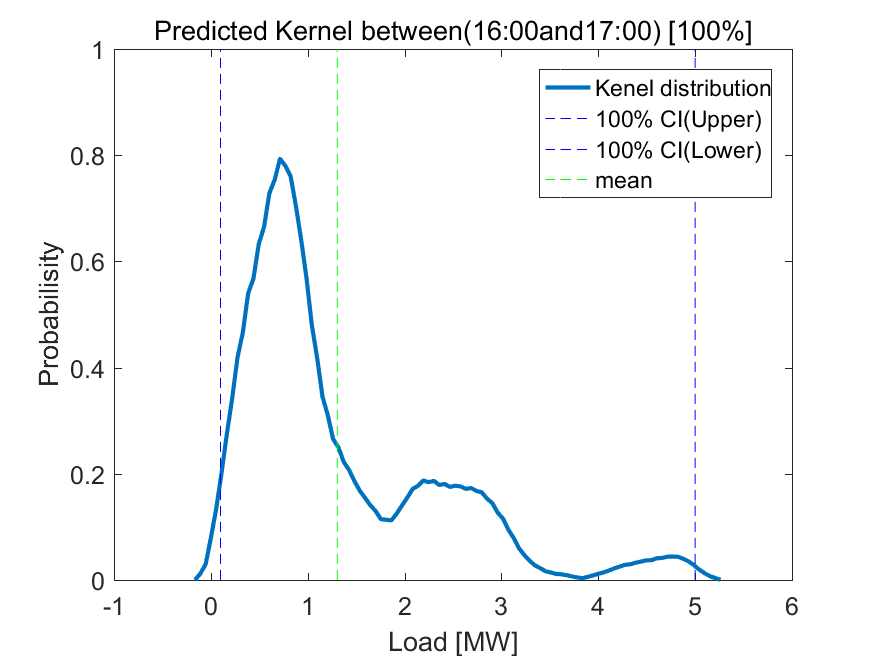 Predicted Kernel between(16:00and17:00) [100%]
Kenel distribution
100% CI(Upper)
100% CI(Lower)
mean
Probabilisity
1
0.8
0.6
0.4
0.2
0
-1 0 1 2 3 4 5 6
Load [MW]